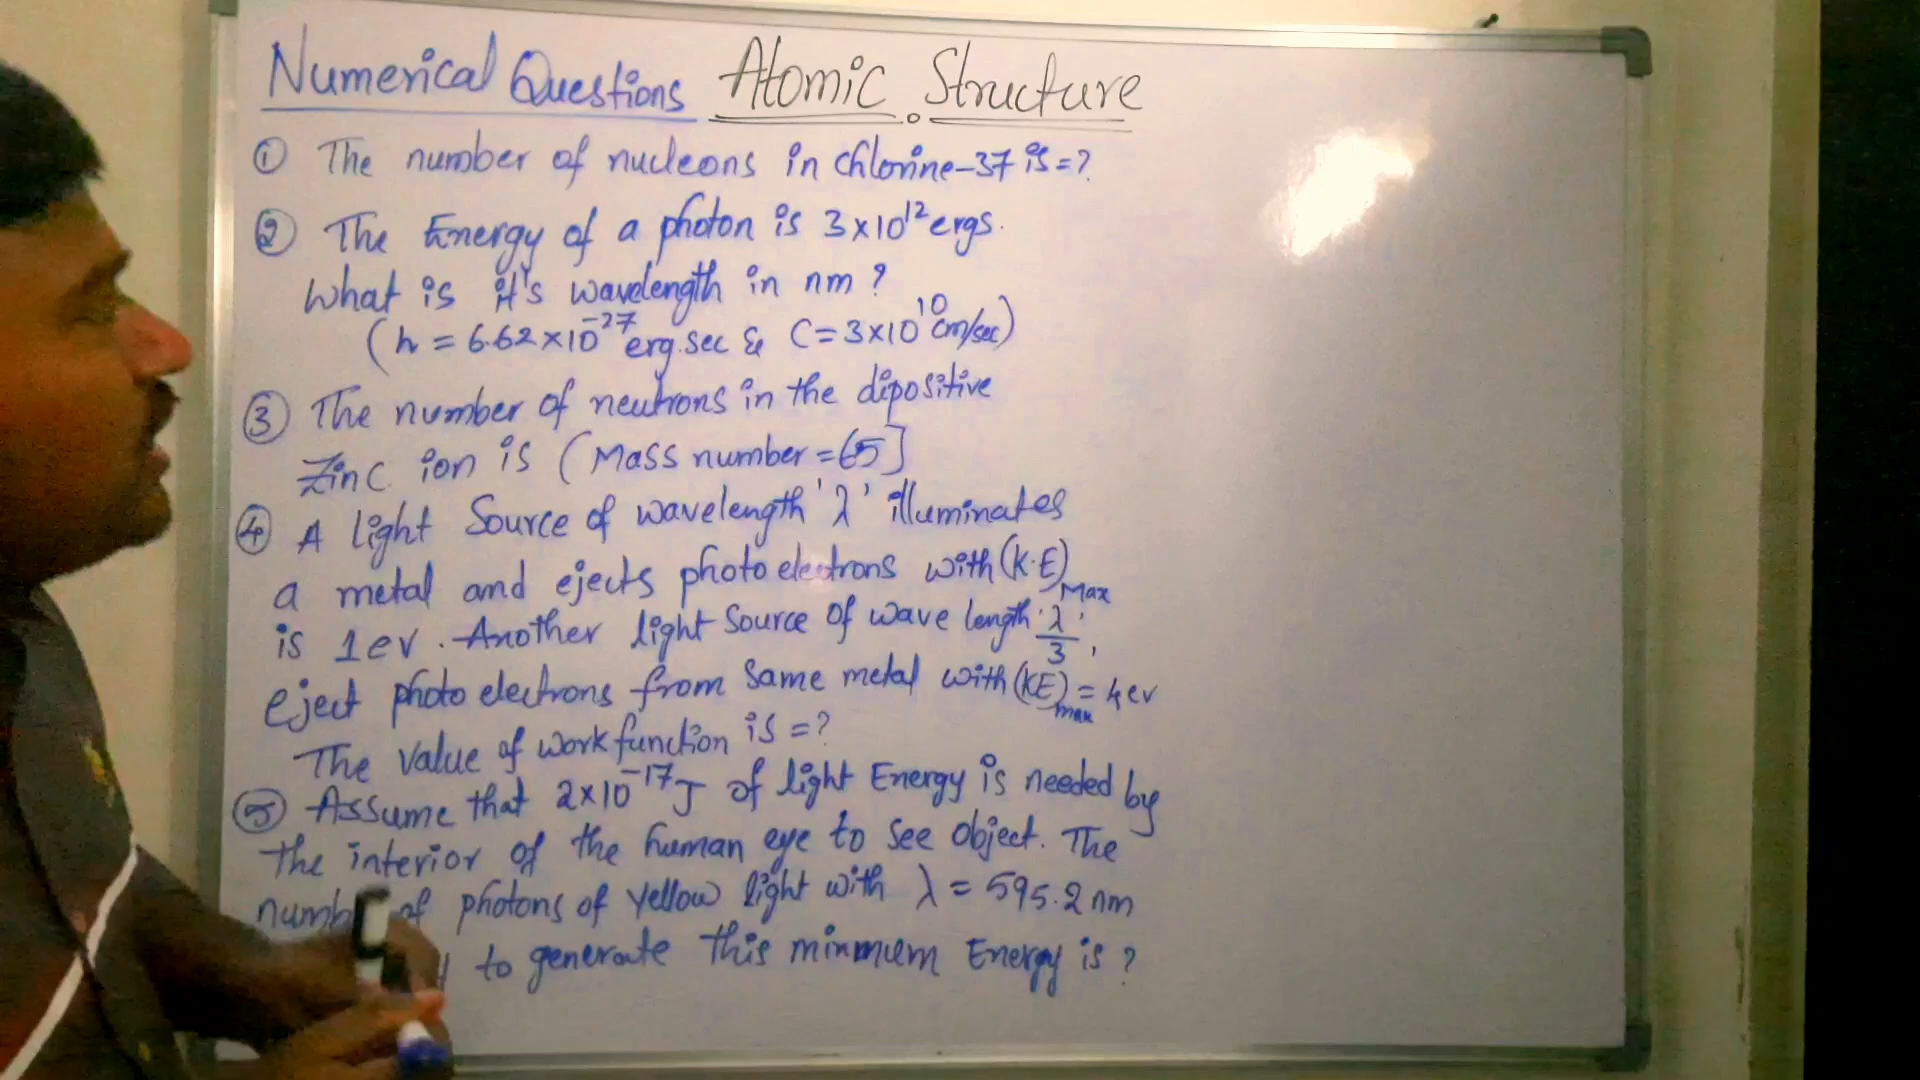 Numerical Questions Atomic Structure
① The number of nucleons in chlorine-37 is = ?
② The Energy of a photon is 3×10¹² ergs.
What is it's wavelength in nm ?
(h = 6.62×10⁻²⁷ erg.sec & C = 3×10¹⁰ cm/sec)
③ The number of neutrons in the dipositive
Zinc ion is (Mass number = 65]
④ A light Source of wavelength 'λ' illuminates
a metal and ejects photo electrons with (K.E)Max
is 1ev. Another light Source of wave length 'λ/3',
eject photo electrons from Same metal with (KE)max = 4ev
The value of work function is = ?
⑤ Assume that 2×10⁻¹⁷J of light Energy is needed by
the interior of the human eye to see object. The
of photons of yellow light with λ = 595.2 nm
to generate this minmum Energy is ?